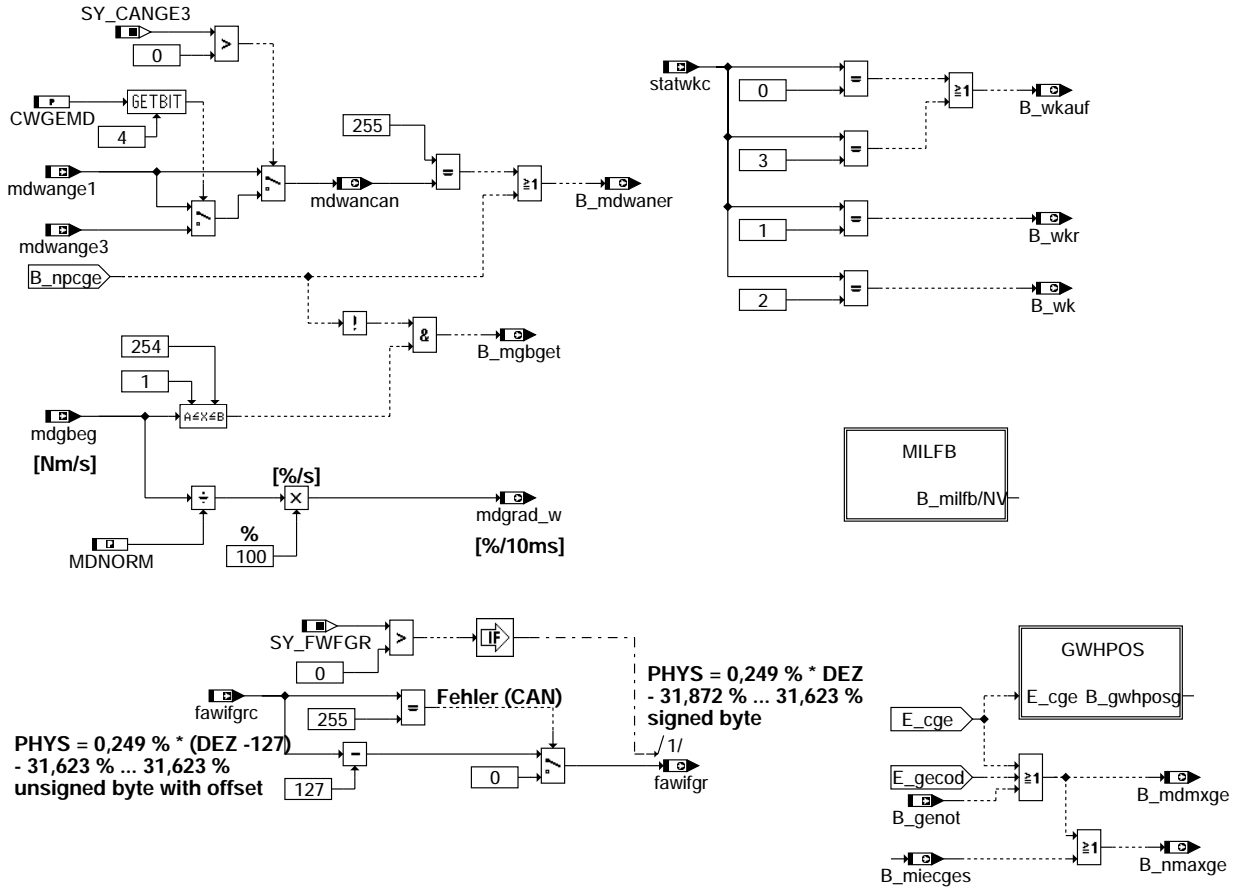 SY_CANGE3
0
>
CWGEMD
GETBIT
4
mdwange1
mdwange3
255
=
mdwancan
≥1
B_mdwaner
B_npcge
!
&
B_mgbget
254
1
A≤X≤B
mdgbeg
[Nm/s]
÷
MDNORM
[%/s]
×
%
100
mdgrad_w
[%/10ms]
statwkc
0
=
≥1
B_wkauf
3
=
1
=
B_wkr
2
=
B_wk
MILFB
B_milfb/NV
SY_FWFGR
0
>
IF
fawifgrc
255
=
Fehler (CAN)
PHYS = 0,249 % * (DEZ -127)
- 31,623 % ... 31,623 %
unsigned byte with offset
127
−
0
PHYS = 0,249 % * DEZ
- 31,872 % ... 31,623 %
signed byte
/ 1/
fawifgr
GWHPOS
E_cge B_gwhposg
E_cge
E_gecod
B_genot
≥1
B_mdmxge
B_miecges
≥1
B_nmaxge